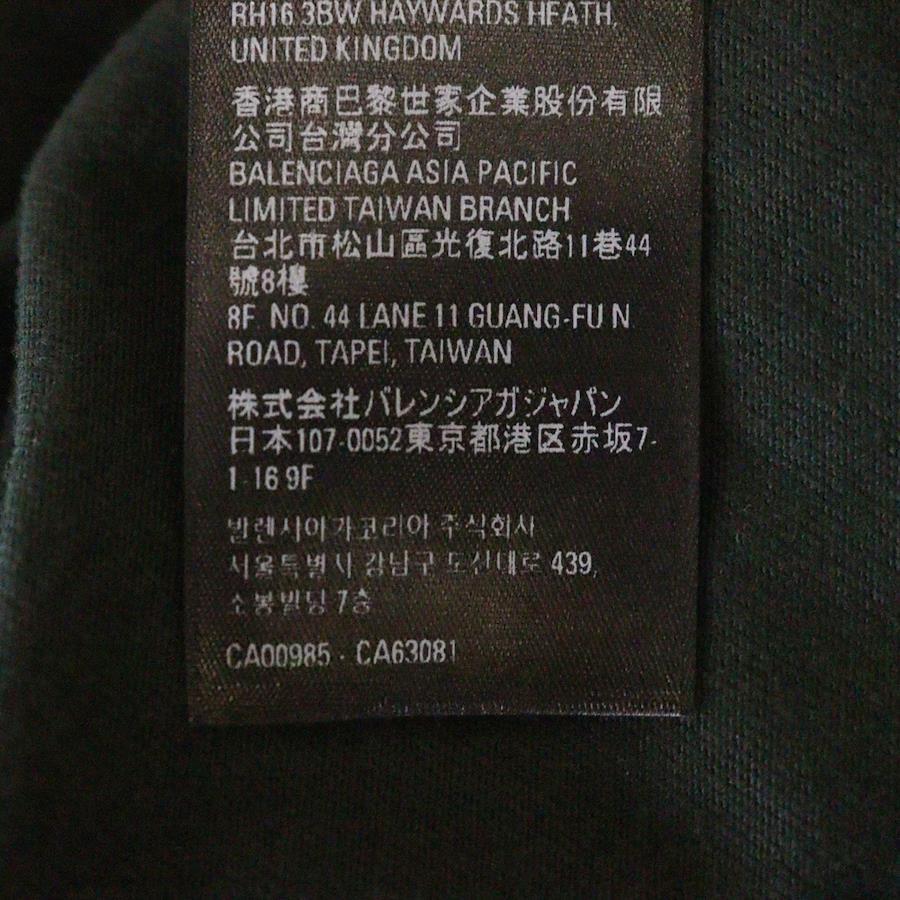 RH16 3BW HAYWARDS HEATH,
UNITED KINGDOM
香港商巴黎世家企業股份有限
公司台灣分公司
BALENCIAGA ASIA PACIFIC
LIMITED TAIWAN BRANCH
台北市松山區光復北路11巷44
號8樓
8F. NO. 44 LANE 11 GUANG-FU N.
ROAD, TAPEI, TAIWAN
株式会社バレンシアガジャパン
日本107-0052東京都港区赤坂7-
1-16 9F
발렌시아가코리아 주식회사
서울특별시 강남구 도산대로 439,
소봉빌딩 7층
CA00985 - CA63081